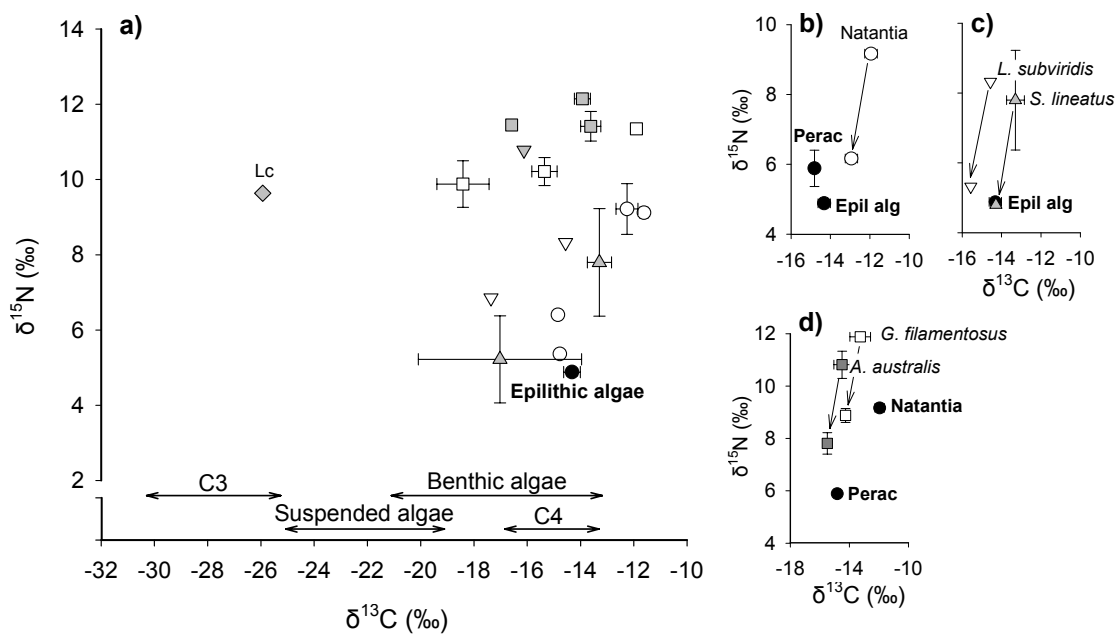 a)
14
12
10
8
6
4
2
δ15N (‰)
Lc
Epilithic algae
C3
Benthic algae
Suspended algae
C4
-32 -30 -28 -26 -24 -22 -20 -18 -16 -14 -12 -10
δ13C (‰)
b)
10
8
6
4
δ15N (‰)
Natantia
Perac
Epil alg
-16 -14 -12 -10
c)
L. subviridis
S. lineatus
Epil alg
-16 -14 -12 -10
δ13C (‰)
d)
12
10
8
6
4
δ15N (‰)
G. filamentosus
A. australis
Natantia
Perac
-18 -14 -10
δ13C (‰)